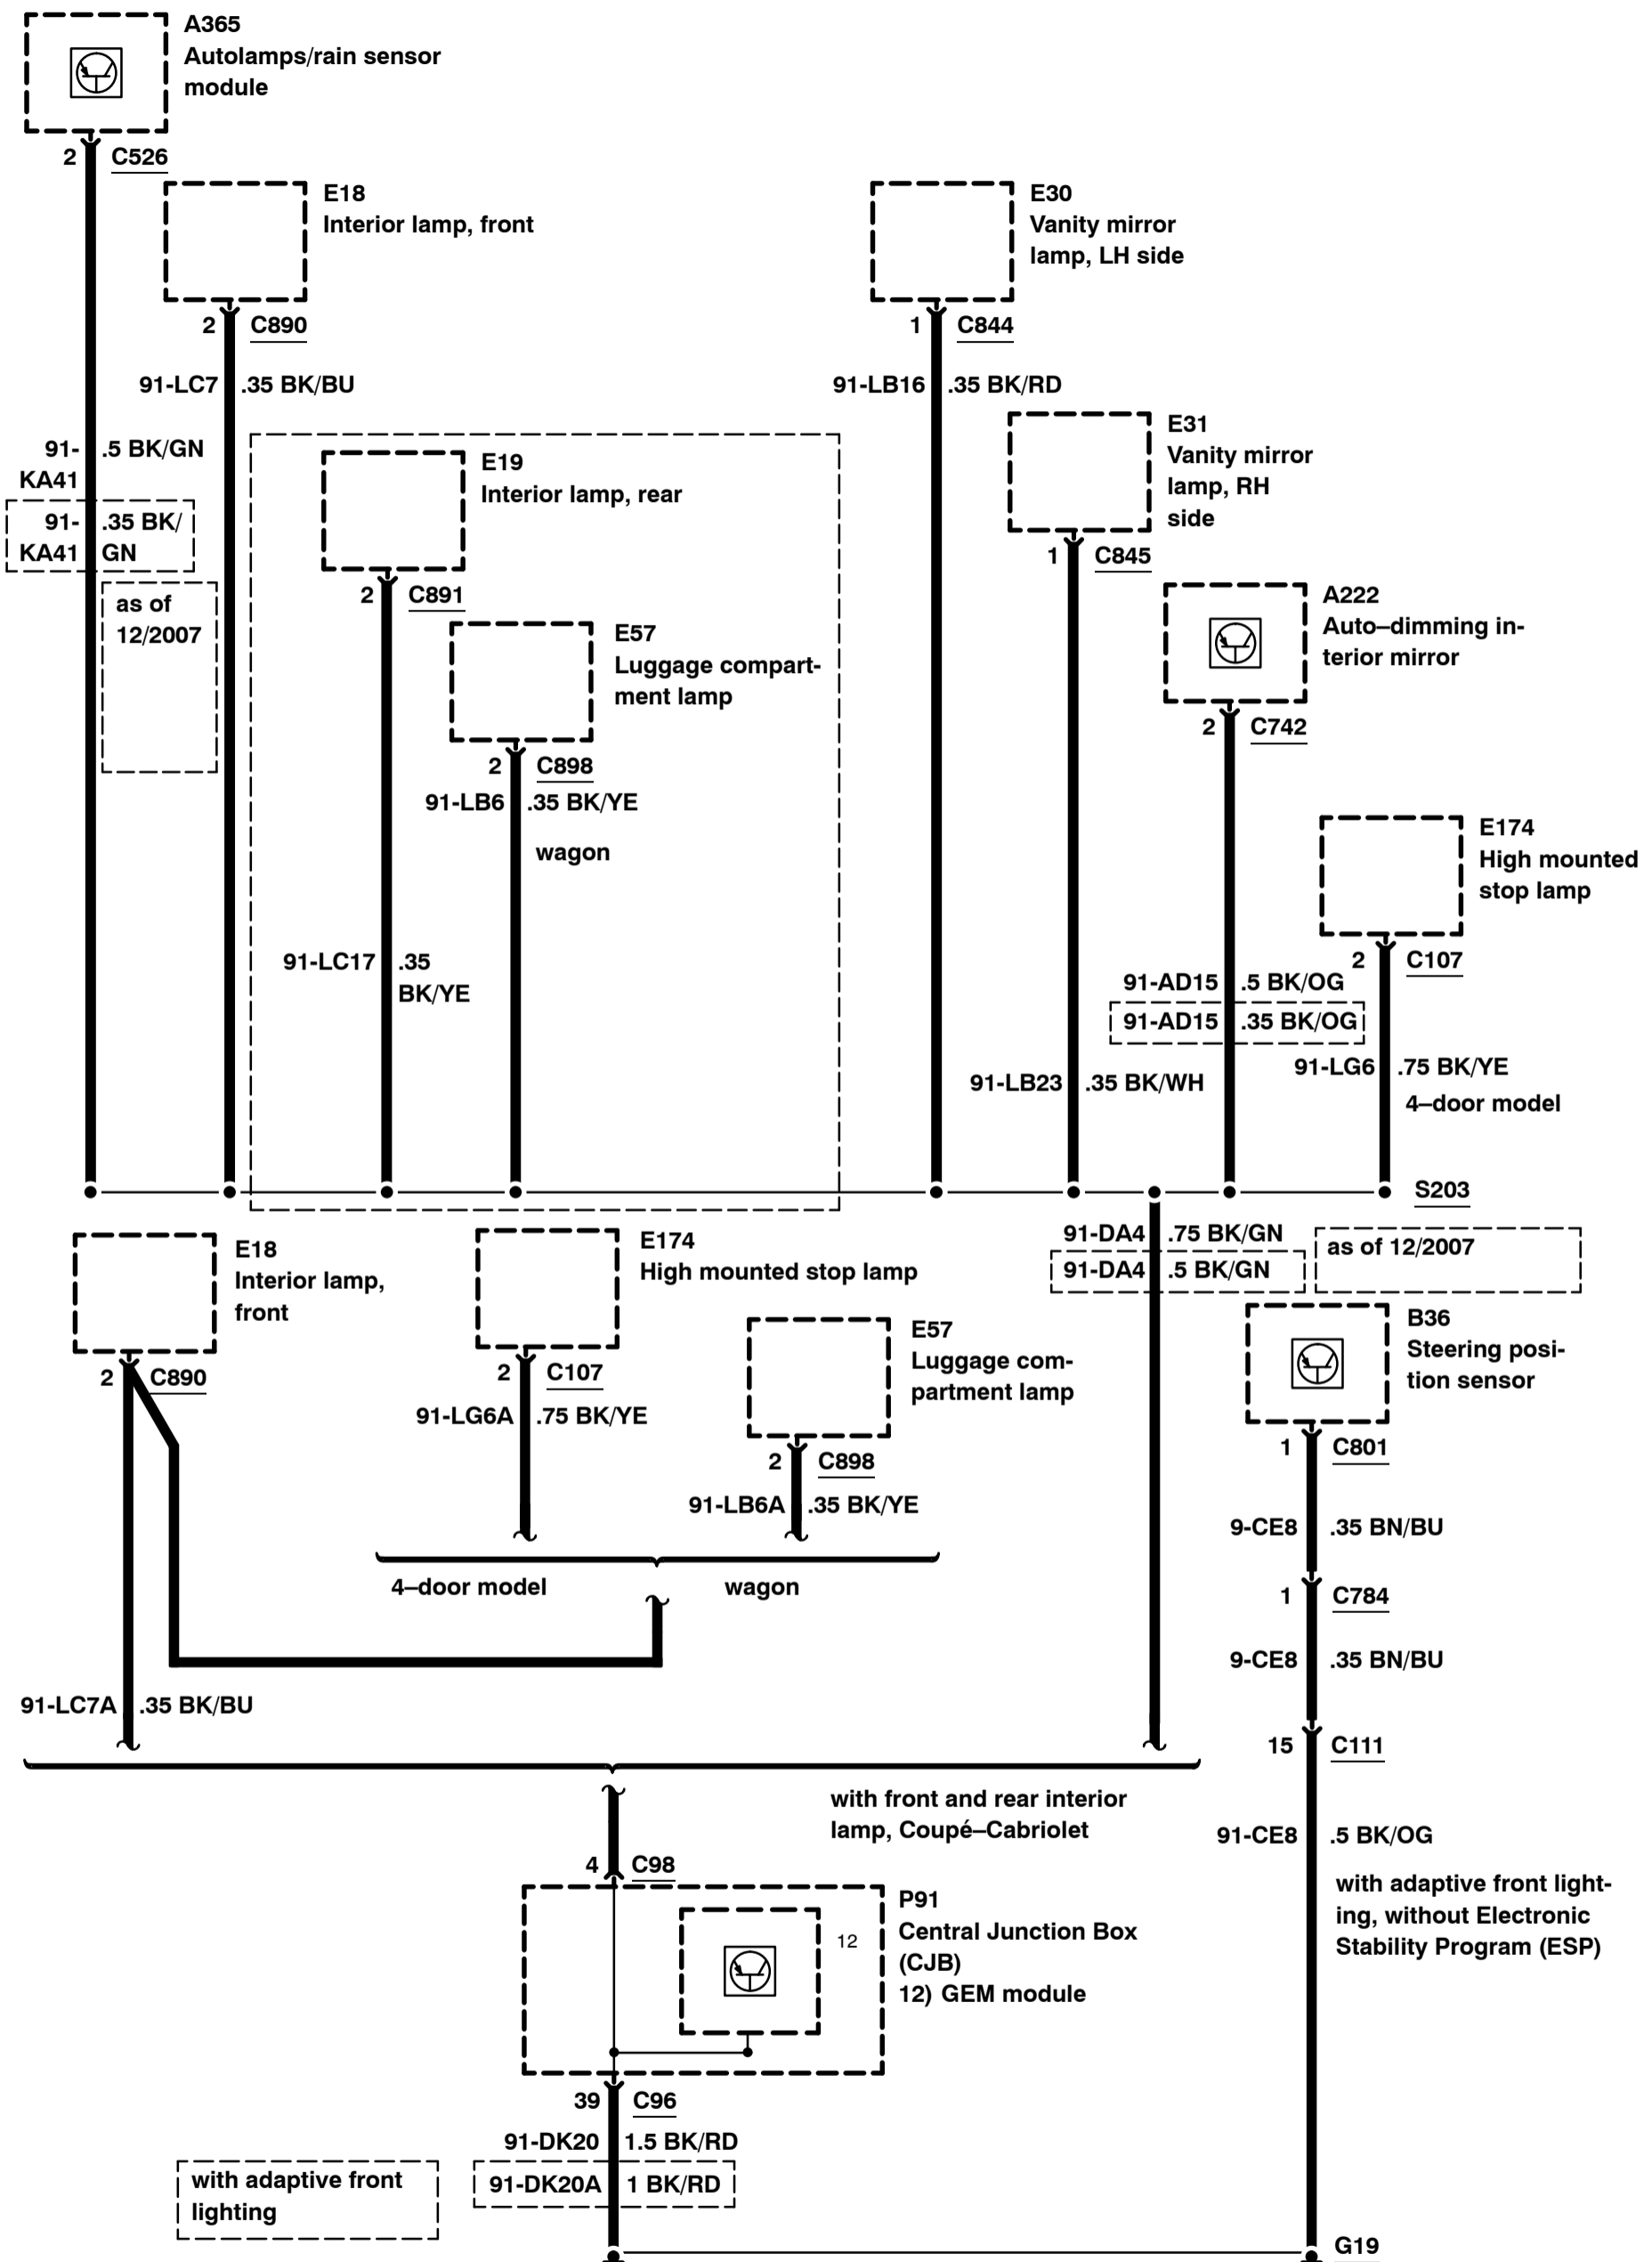 A365
Autolamps/rain sensor
module
2 C526
E18
Interior lamp, front
2 C890
E30
Vanity mirror
lamp, LH side
1 C844
91-LC7 .35 BK/BU
91-LB16 .35 BK/RD
E31
Vanity mirror
lamp, RH
side
1 C845
91- .5 BK/GN
KA41
91- .35 BK/
KA41 GN
as of
12/2007
E19
Interior lamp, rear
2 C891
E57
Luggage compart-
ment lamp
2 C898
91-LB6 .35 BK/YE
wagon
A222
Auto–dimming in-
terior mirror
2 C742
E174
High mounted
stop lamp
2 C107
91-LC17 .35
BK/YE
91-AD15 .5 BK/OG
91-AD15 .35 BK/OG
91-LG6 .75 BK/YE
91-LB23 .35 BK/WH
4–door model
S203
91-DA4 .75 BK/GN
91-DA4 .5 BK/GN
as of 12/2007
E18
Interior lamp,
front
2 C890
E174
High mounted stop lamp
2 C107
91-LG6A .75 BK/YE
E57
Luggage com-
partment lamp
2 C898
91-LB6A .35 BK/YE
B36
Steering posi-
tion sensor
1 C801
9-CE8 .35 BN/BU
4–door model wagon
1 C784
9-CE8 .35 BN/BU
91-LC7A .35 BK/BU
15 C111
with front and rear interior
lamp, Coupé–Cabriolet
91-CE8 .5 BK/OG
4 C98
with adaptive front light-
ing, without Electronic
Stability Program (ESP)
P91
Central Junction Box
(CJB)
12) GEM module
12
39 C96
91-DK20 1.5 BK/RD
91-DK20A 1 BK/RD
with adaptive front
lighting
G19